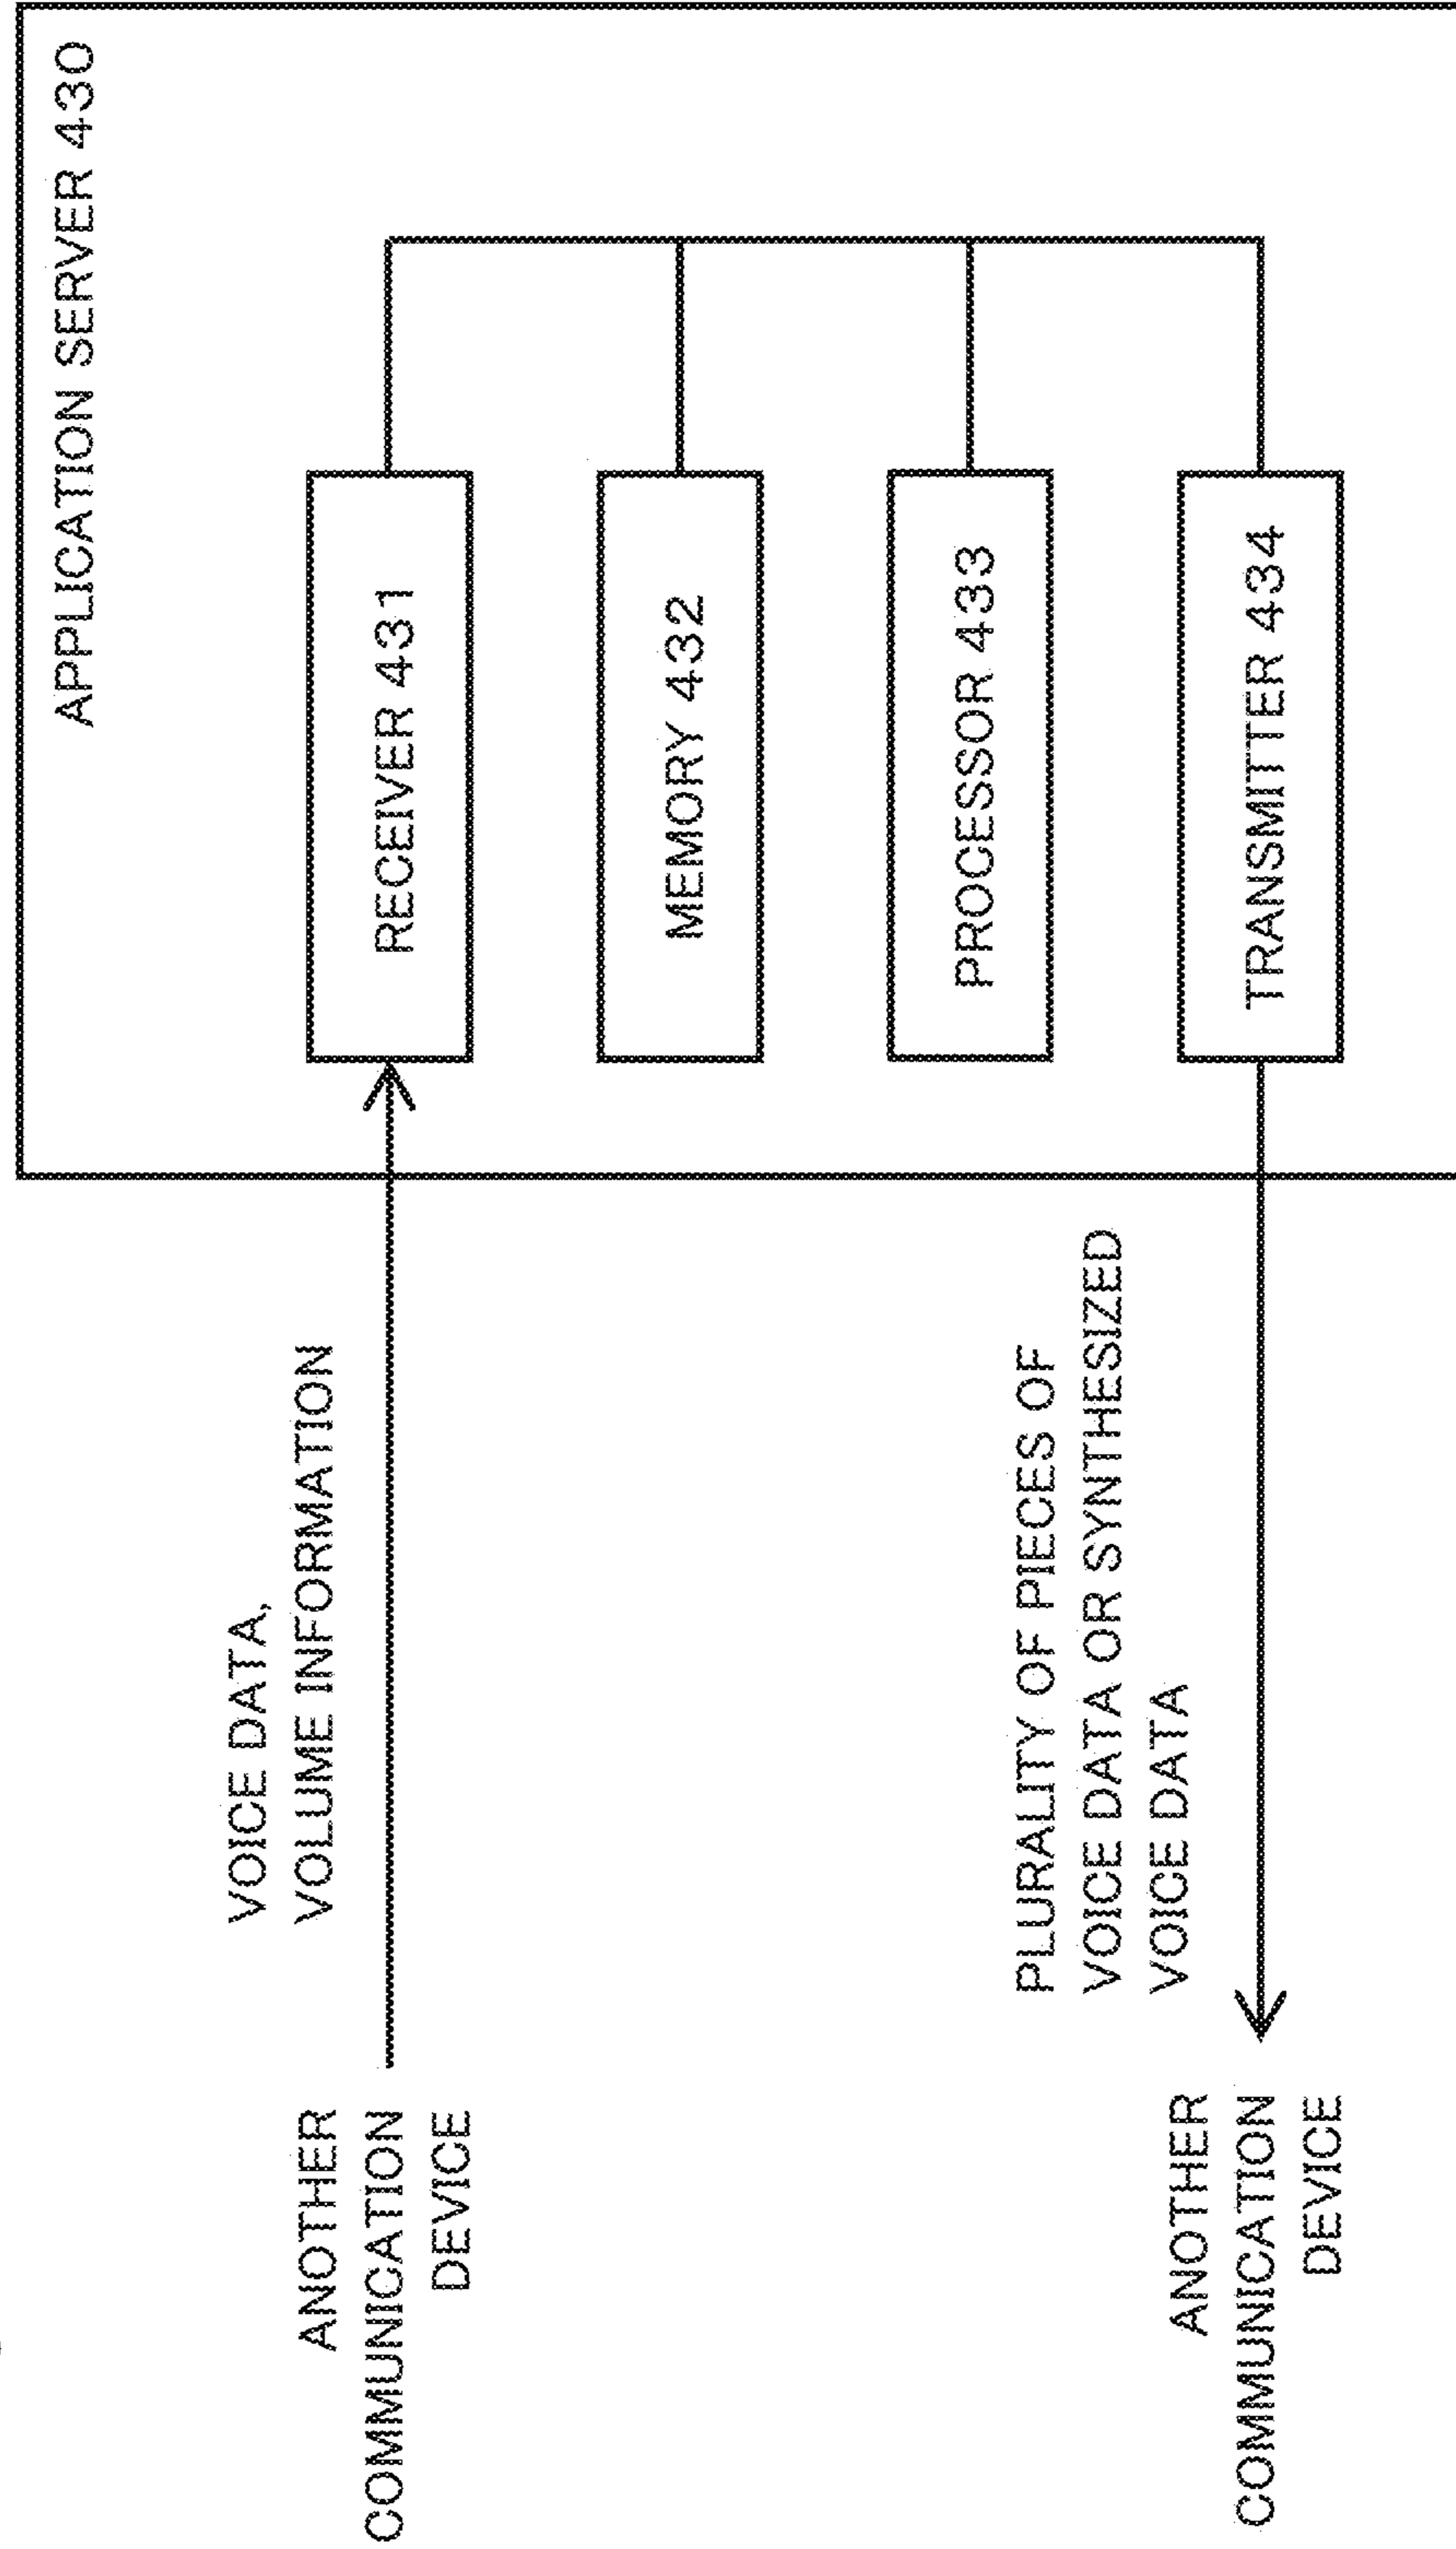 APPLICATION SERVER 430
VOICE DATA,
VOLUME INFORMATION
ANOTHER
COMMUNICATION
DEVICE
RECEIVER 431
MEMORY 432
PROCESSOR 433
PLURALITY OF PIECES OF
VOICE DATA OR SYNTHESIZED
VOICE DATA
ANOTHER
COMMUNICATION
DEVICE
TRANSMITTER 434